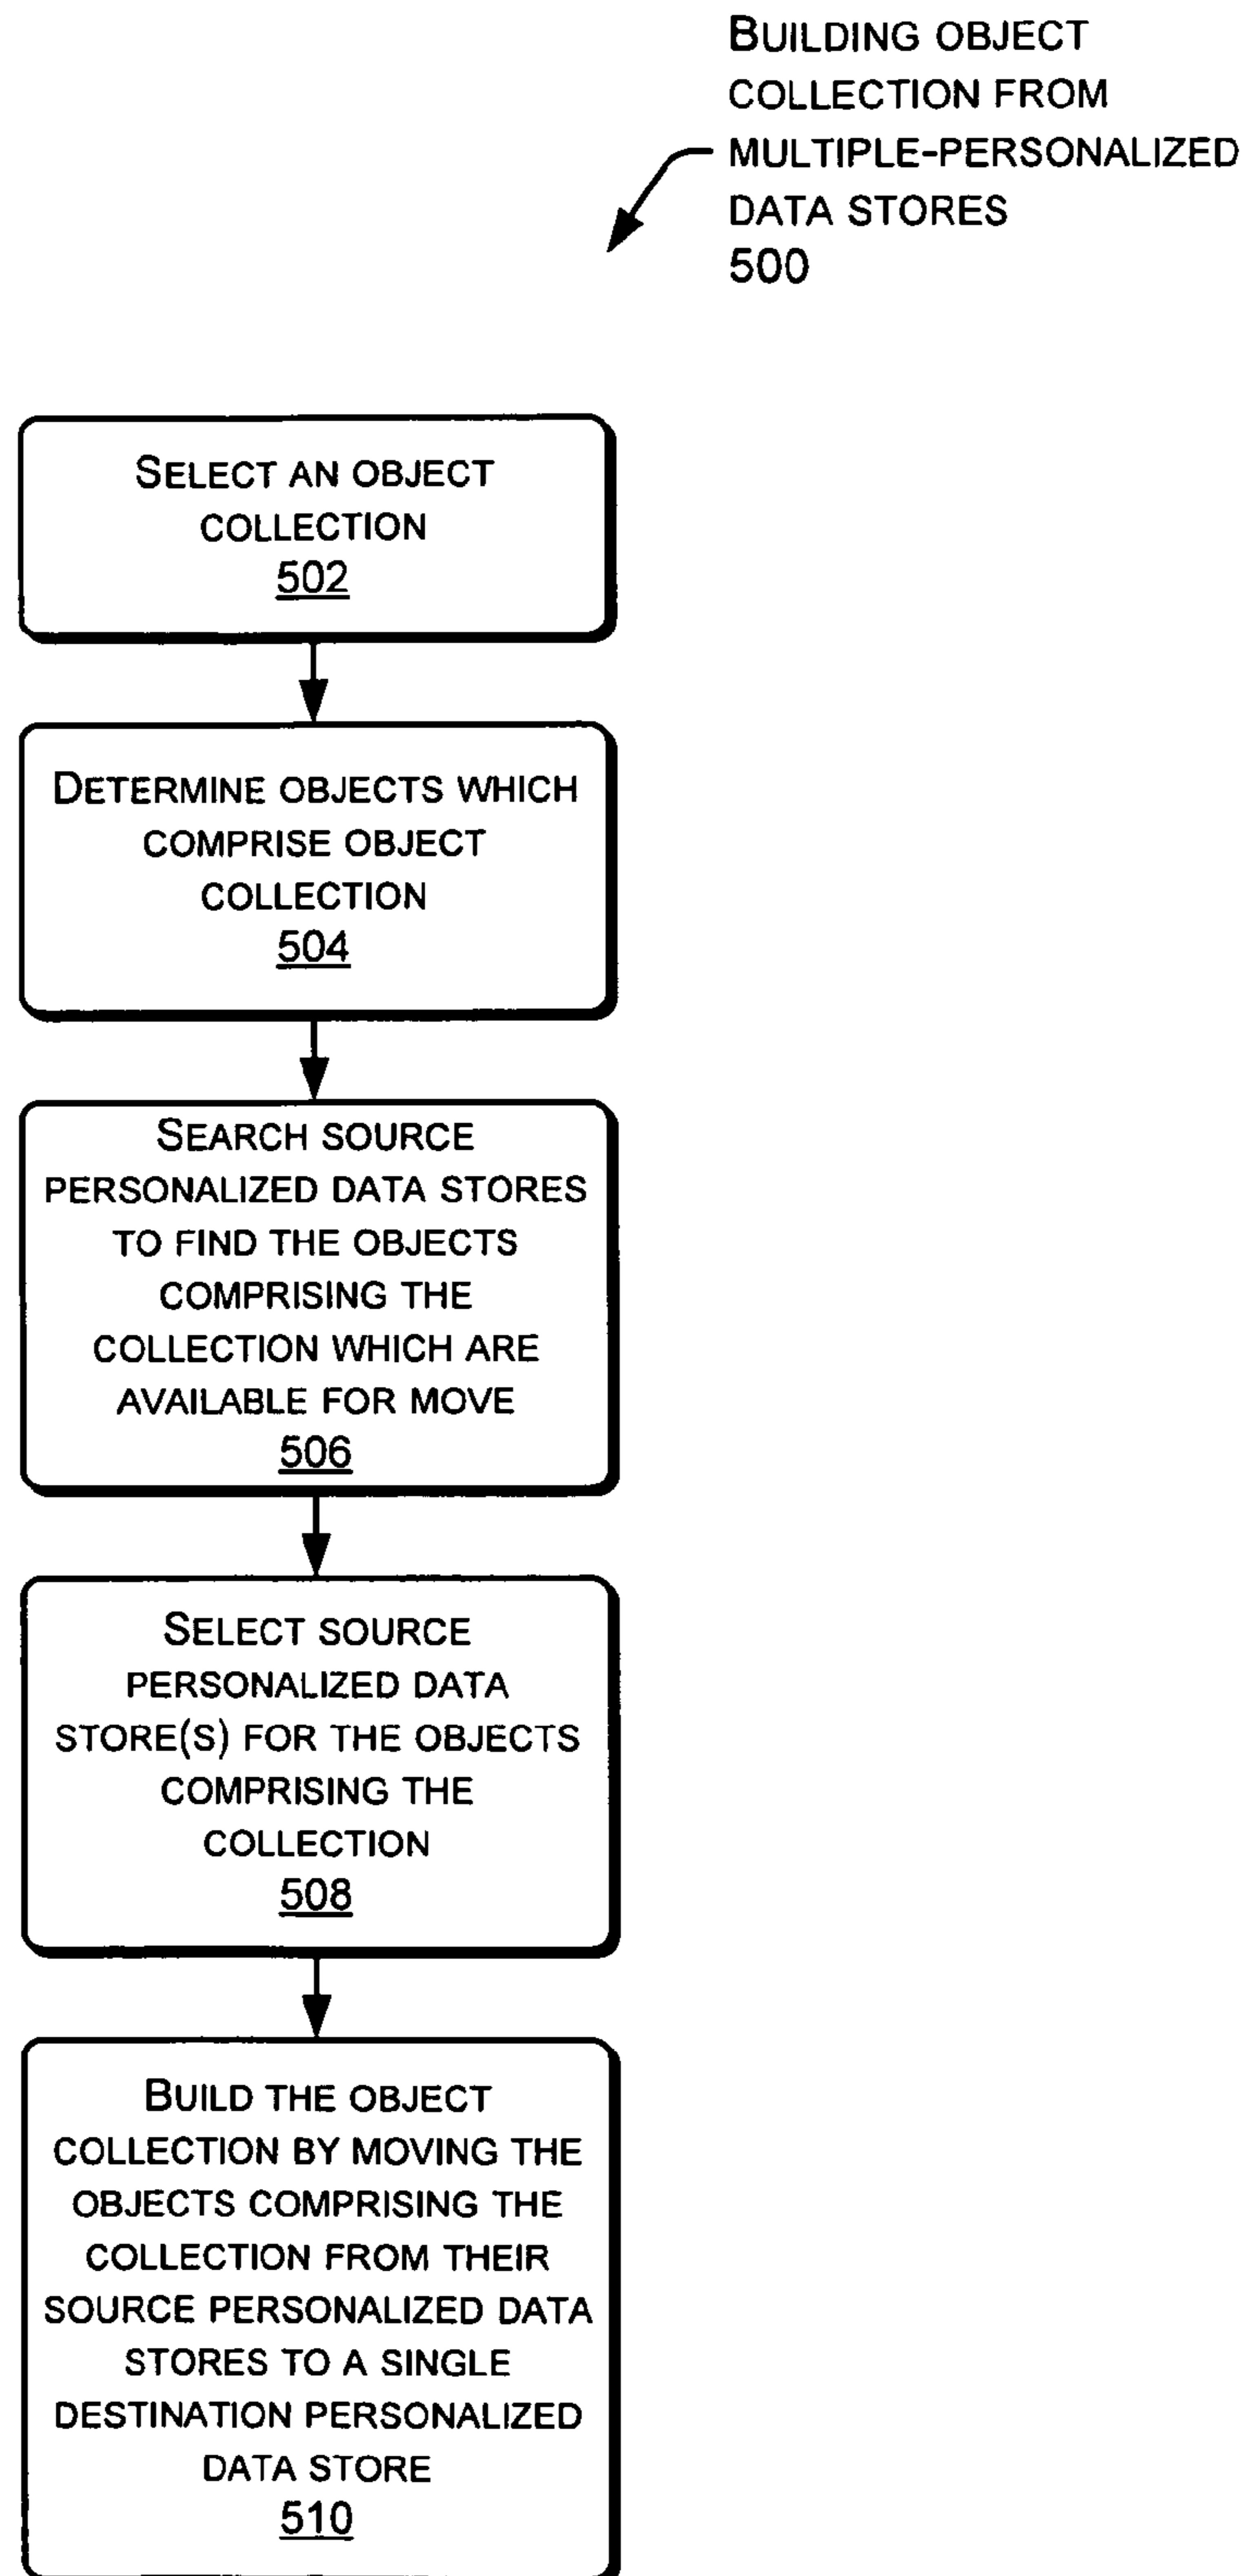 BUILDING OBJECT
COLLECTION FROM
MULTIPLE-PERSONALIZED
DATA STORES
500
SELECT AN OBJECT
COLLECTION
502
DETERMINE OBJECTS WHICH
COMPRISE OBJECT
COLLECTION
504
SEARCH SOURCE
PERSONALIZED DATA STORES
TO FIND THE OBJECTS
COMPRISING THE
COLLECTION WHICH ARE
AVAILABLE FOR MOVE
506
SELECT SOURCE
PERSONALIZED DATA
STORE(S) FOR THE OBJECTS
COMPRISING THE
COLLECTION
508
BUILD THE OBJECT
COLLECTION BY MOVING THE
OBJECTS COMPRISING THE
COLLECTION FROM THEIR
SOURCE PERSONALIZED DATA
STORES TO A SINGLE
DESTINATION PERSONALIZED
DATA STORE
510